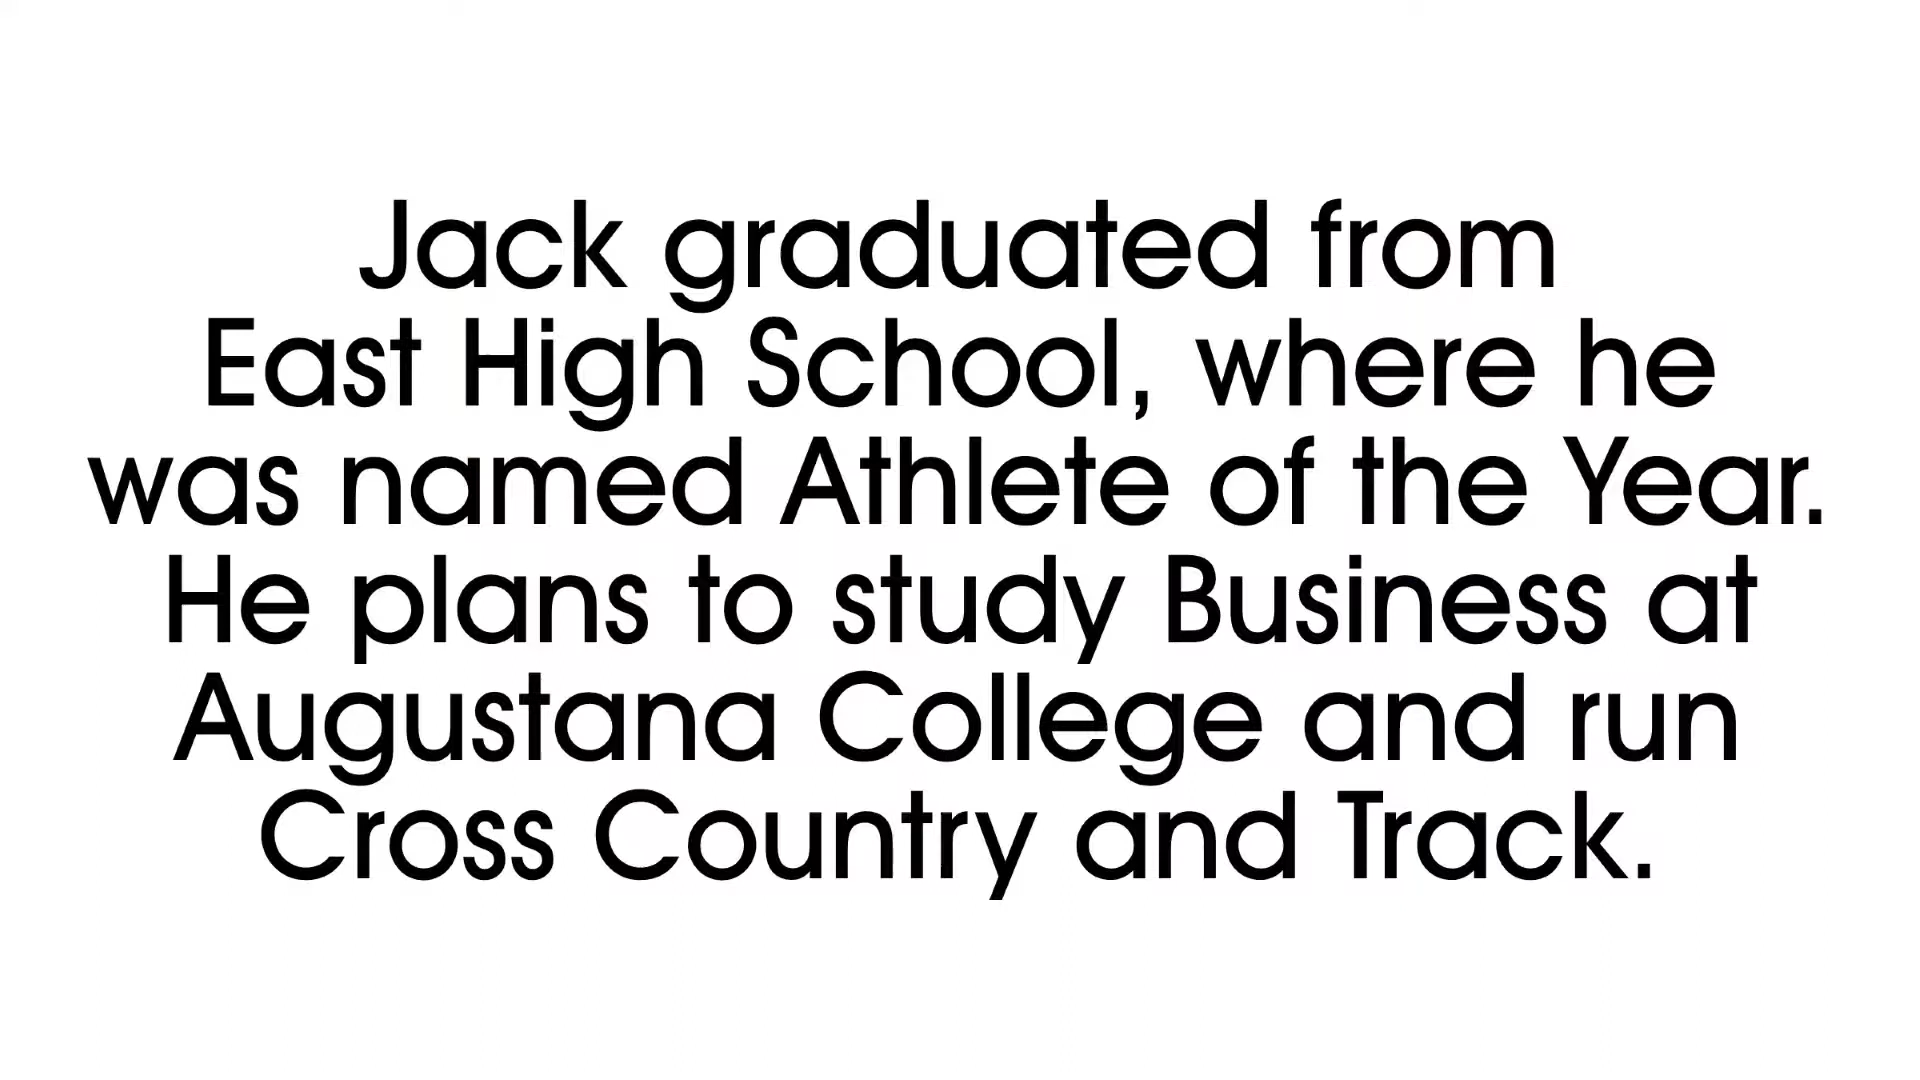 Jack graduated from
East High School, where he
was named Athlete of the Year.
He plans to study Business at
Augustana College and run
Cross Country and Track.